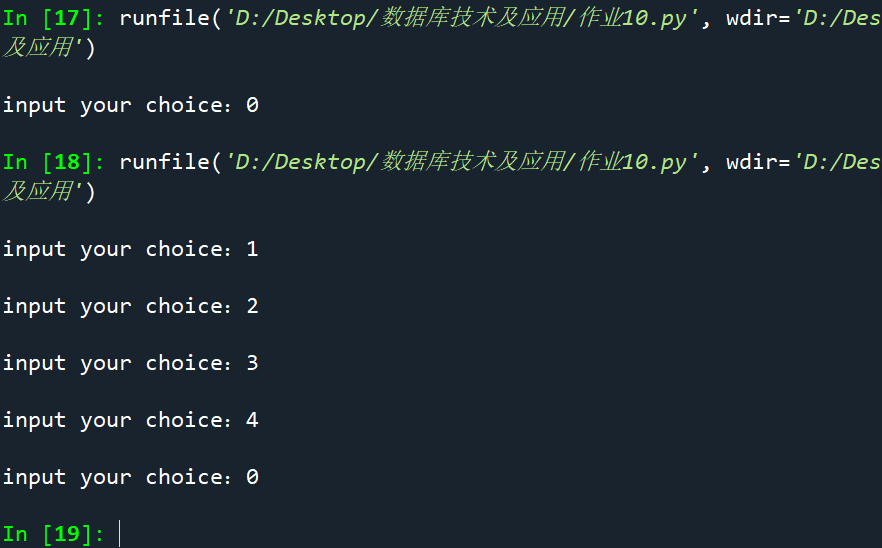 In [17]: runfile('D:/Desktop/数据库技术及应用/作业10.py', wdir='D:/Des
及应用')
input your choice：0
In [18]: runfile('D:/Desktop/数据库技术及应用/作业10.py', wdir='D:/Des
及应用')
input your choice：1
input your choice：2
input your choice：3
input your choice：4
input your choice：0
In [19]: